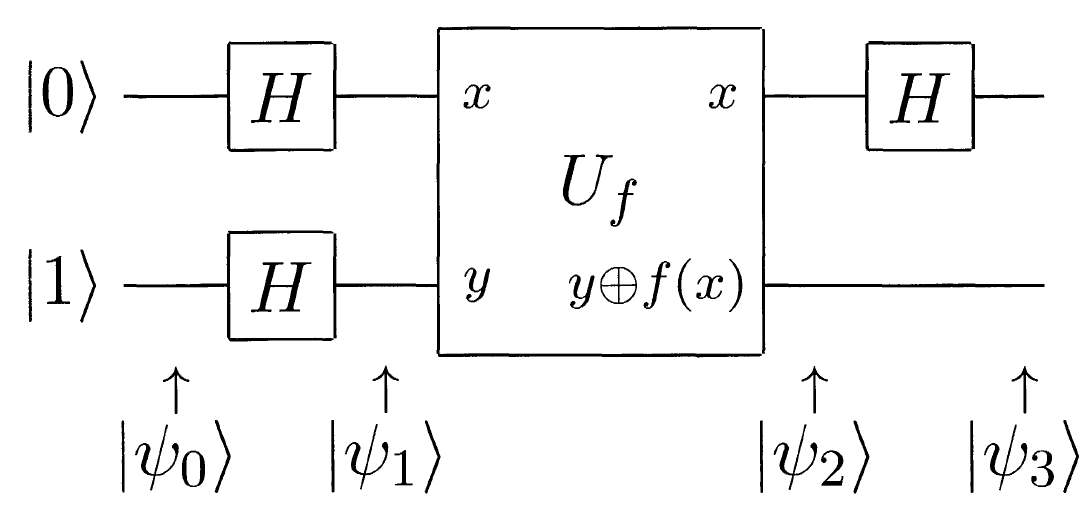 |0⟩ H x x H
U_f
|1⟩ H y y⊕f(x)
↑ ↑ ↑ ↑
|ψ₀⟩ |ψ₁⟩ |ψ₂⟩ |ψ₃⟩